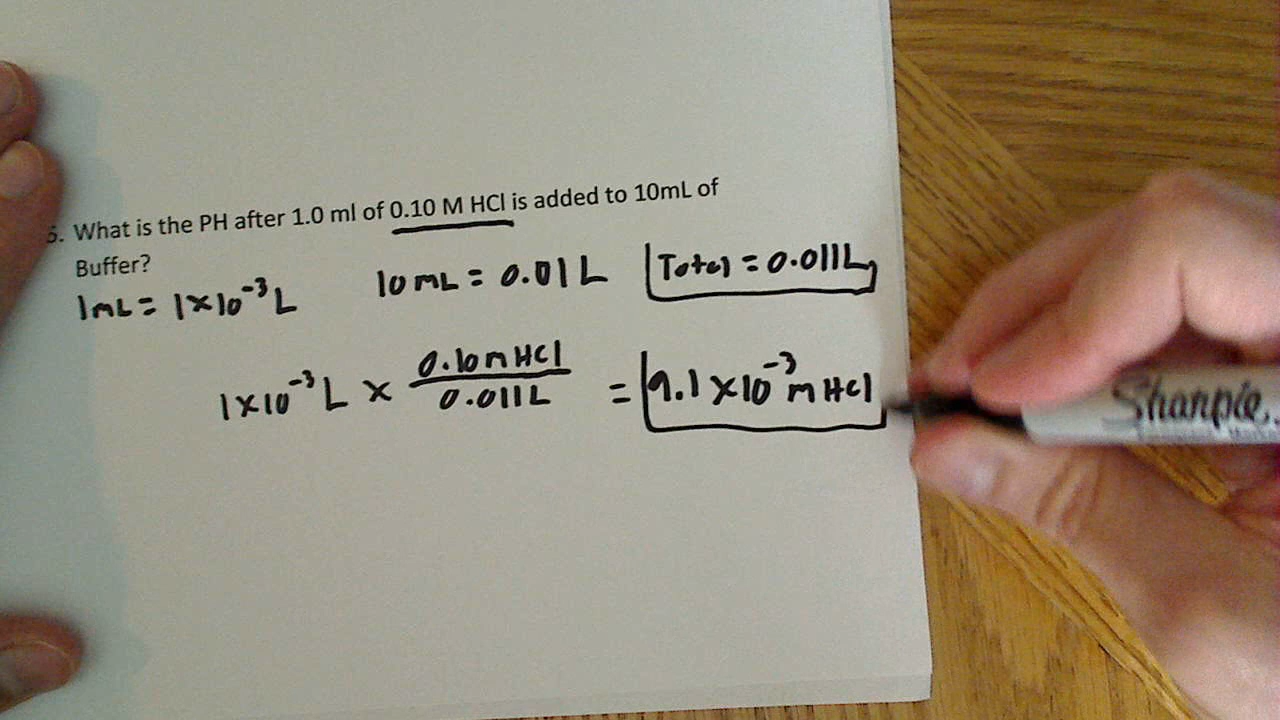 5. What is the PH after 1.0 ml of 0.10 M HCl is added to 10mL of
Buffer?
1mL = 1×10⁻³ L 10mL = 0.01 L Total = 0.011L
1×10⁻³ L × 0.10m HCl / 0.011L = 9.1×10⁻³ m HCl
Sharpie.